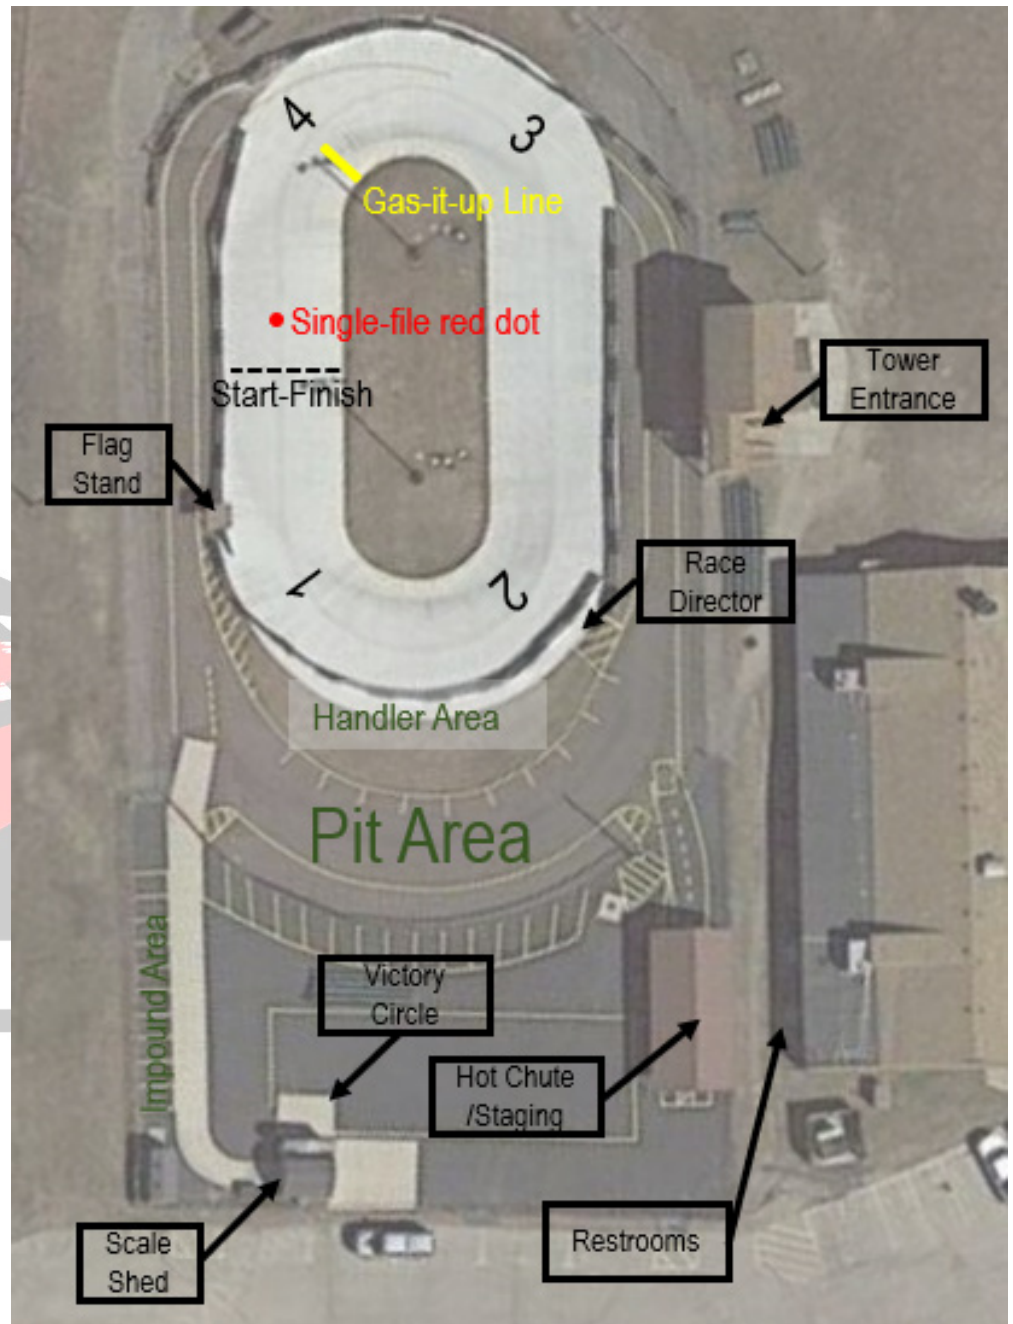 4
3
Gas-it-up Line
Single-file red dot
Start-Finish
Tower
Entrance
Flag
Stand
Race
Director
1
2
Handler Area
Pit Area
Impound Area
Victory
Circle
Hot Chute
/Staging
Restrooms
Scale
Shed